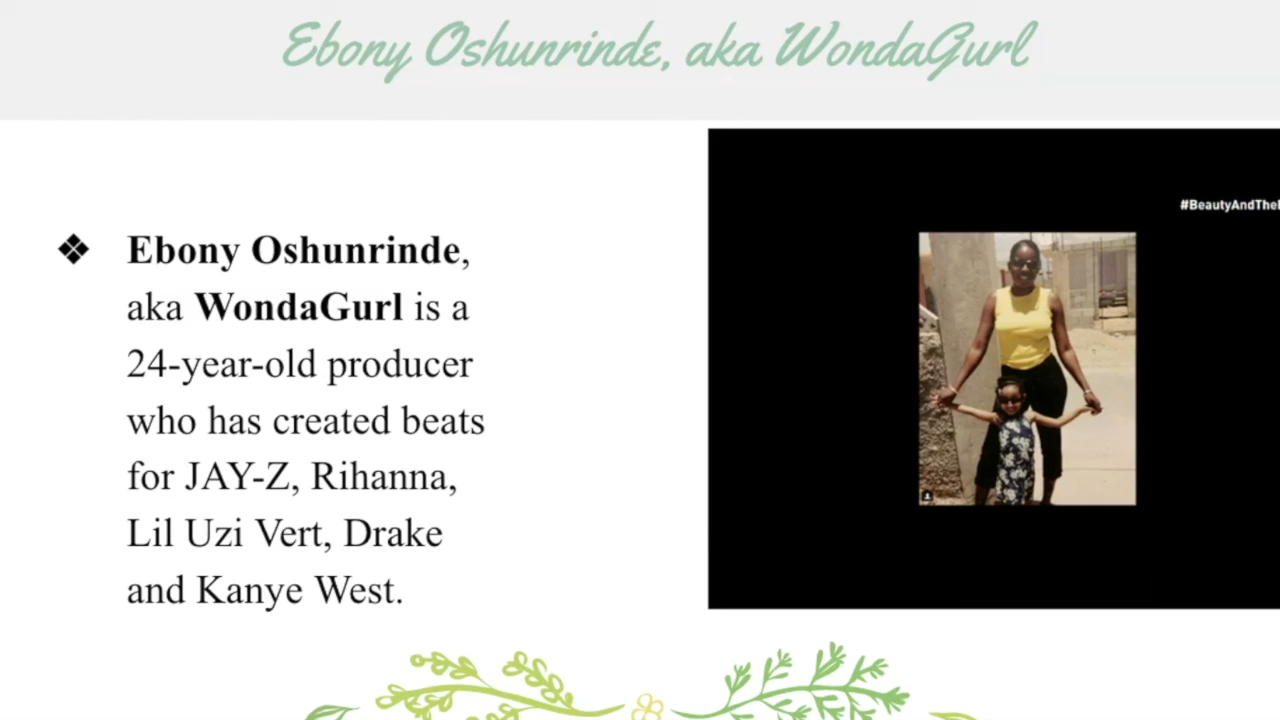 Ebony Oshunrinde, aka WondaGurl
#BeautyAndThe
❖ Ebony Oshunrinde,
aka WondaGurl is a
24-year-old producer
who has created beats
for JAY-Z, Rihanna,
Lil Uzi Vert, Drake
and Kanye West.